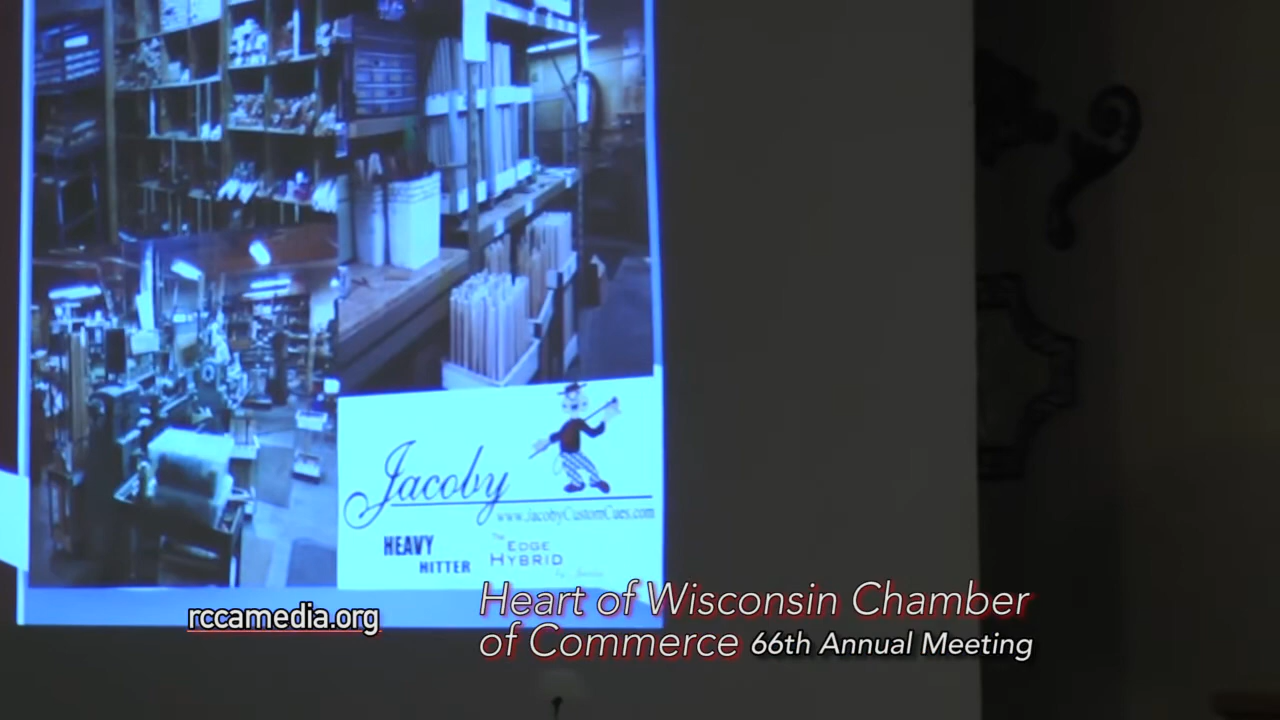 Jacoby
www.JacobyCustomCues.com
HEAVY
HITTER
The
EDGE
HYBRID
rccamedia.org
Heart of Wisconsin Chamber
of Commerce 66th Annual Meeting